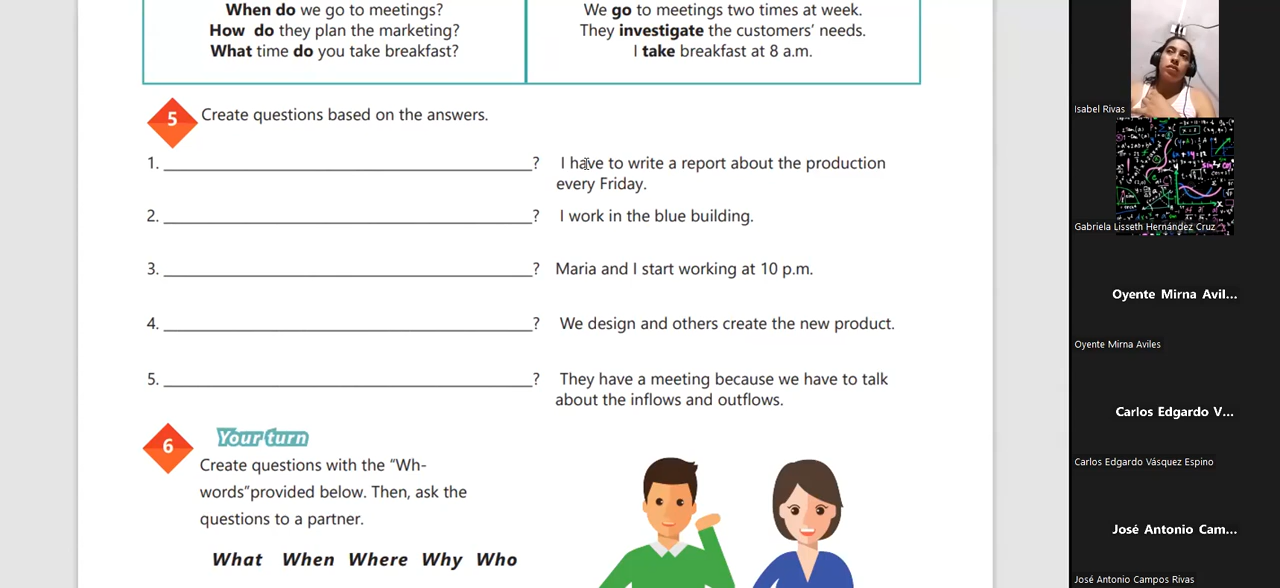 When do we go to meetings?
How do they plan the marketing?
What time do you take breakfast?
We go to meetings two times at week.
They investigate the customers' needs.
I take breakfast at 8 a.m.
5 Create questions based on the answers.
1. ? I have to write a report about the production
every Friday.
2. ? I work in the blue building.
3. ? Maria and I start working at 10 p.m.
4. ? We design and others create the new product.
5. ? They have a meeting because we have to talk
about the inflows and outflows.
6 Your turn
Create questions with the “Wh-
words”provided below. Then, ask the
questions to a partner.
What When Where Why Who
Isabel Rivas
Gabriela Lisseth Hernández Cruz
Oyente Mirna Avil...
Oyente Mirna Aviles
Carlos Edgardo V...
Carlos Edgardo Vásquez Espino
José Antonio Cam...
José Antonio Campos Rivas